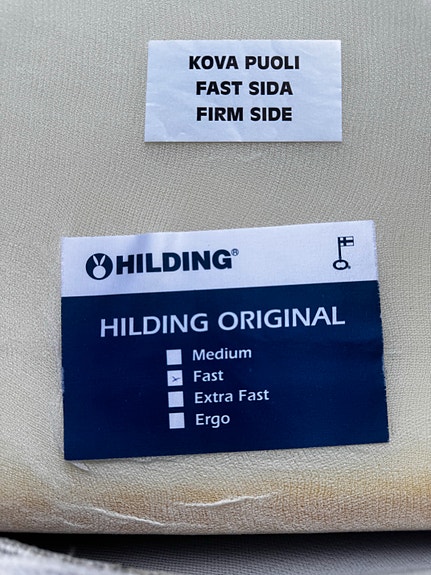 KOVA PUOLI
FAST SIDA
FIRM SIDE
HILDING®
HILDING ORIGINAL
Medium
Fast
Extra Fast
Ergo